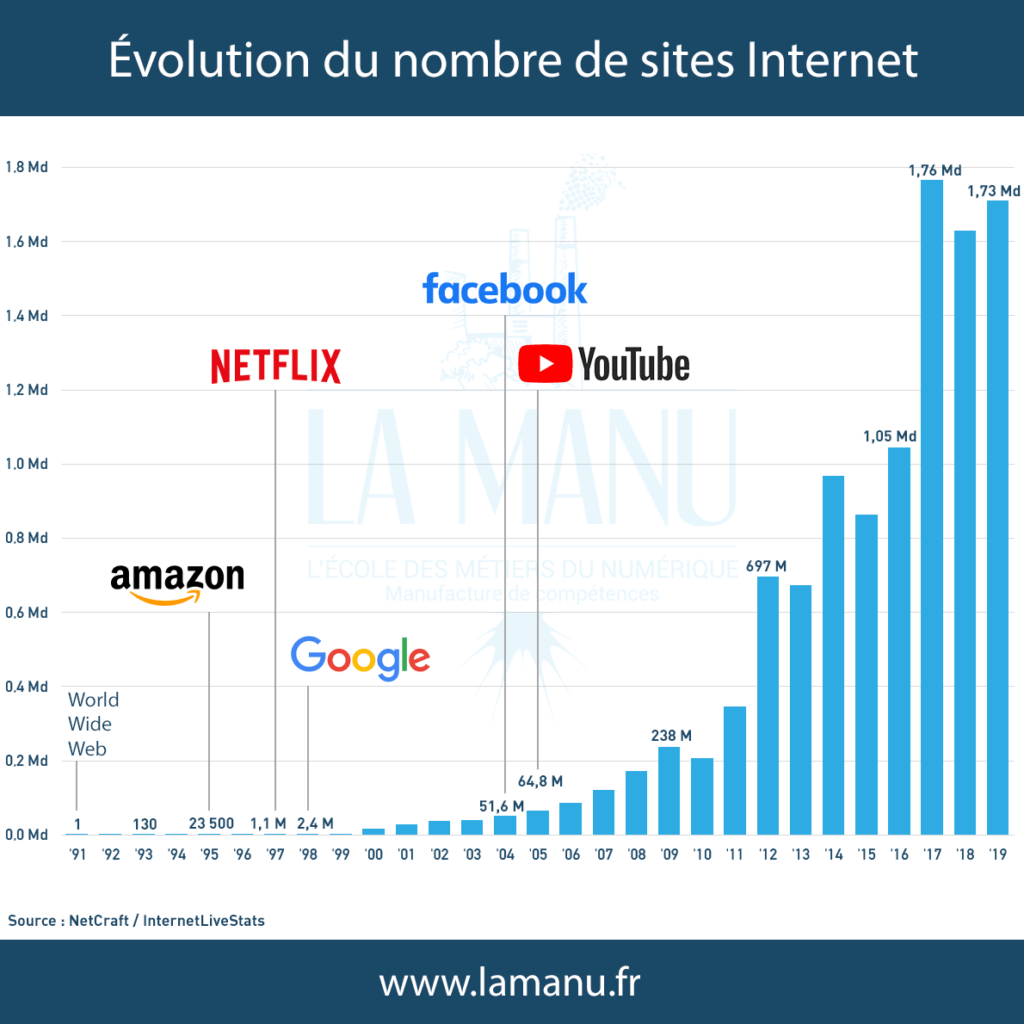 Évolution du nombre de sites Internet
1,8 Md
1,76 Md
1,73 Md
1,6 Md
facebook
1,4 Md
NETFLIX
YouTube
1,2 Md
LA MANU
1,05 Md
1,0 Md
0,8 Md
L'ÉCOLE DES MÉTIERS DU NUMÉRIQUE
Manufacture de compétences
697 M
amazon
0,6 Md
Google
0,4 Md
World
Wide
Web
238 M
0,2 Md
64,8 M
51,6 M
1 130 23 500 1,1 M 2,4 M
0,0 Md
'91 '92 '93 '94 '95 '96 '97 '98 '99 '00 '01 '02 '03 '04 '05 '06 '07 '08 '09 '10 '11 '12 '13 '14 '15 '16 '17 '18 '19
Source : NetCraft / InternetLiveStats
www.lamanu.fr